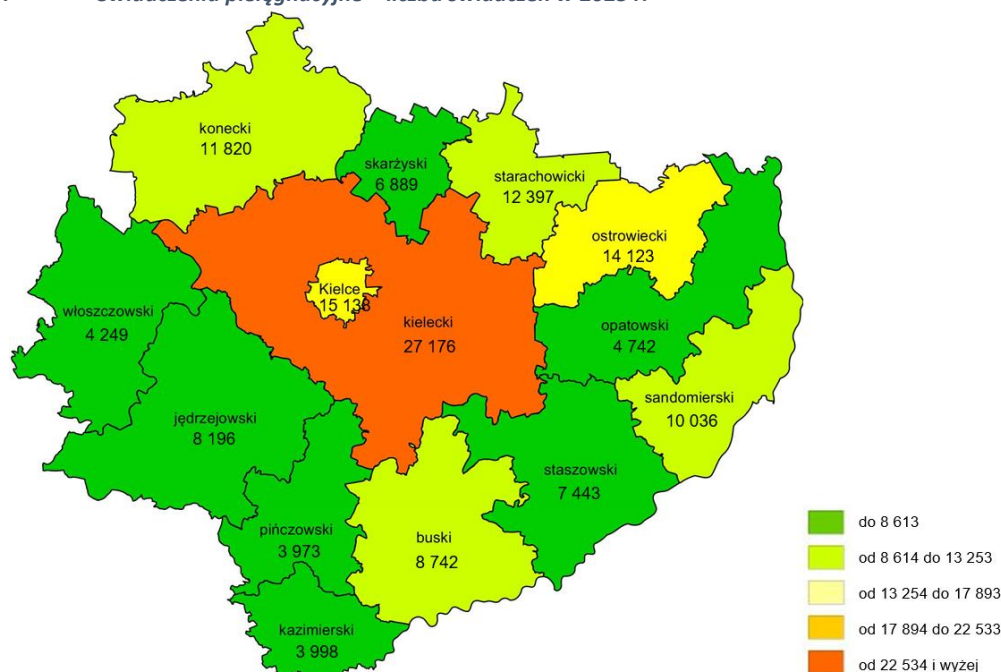 konecki
11 820
skarżyski
6 889
starachowicki
12 397
ostrowiecki
14 123
Kielce
15 138
włoszczowski
4 249
kielecki
27 176
opatowski
4 742
sandomierski
10 036
jędrzejowski
8 196
staszowski
7 443
pińczowski
3 973
buski
8 742
kazimierski
3 998
do 8 613
od 8 614 do 13 253
od 13 254 do 17 893
od 17 894 do 22 533
od 22 534 i wyżej